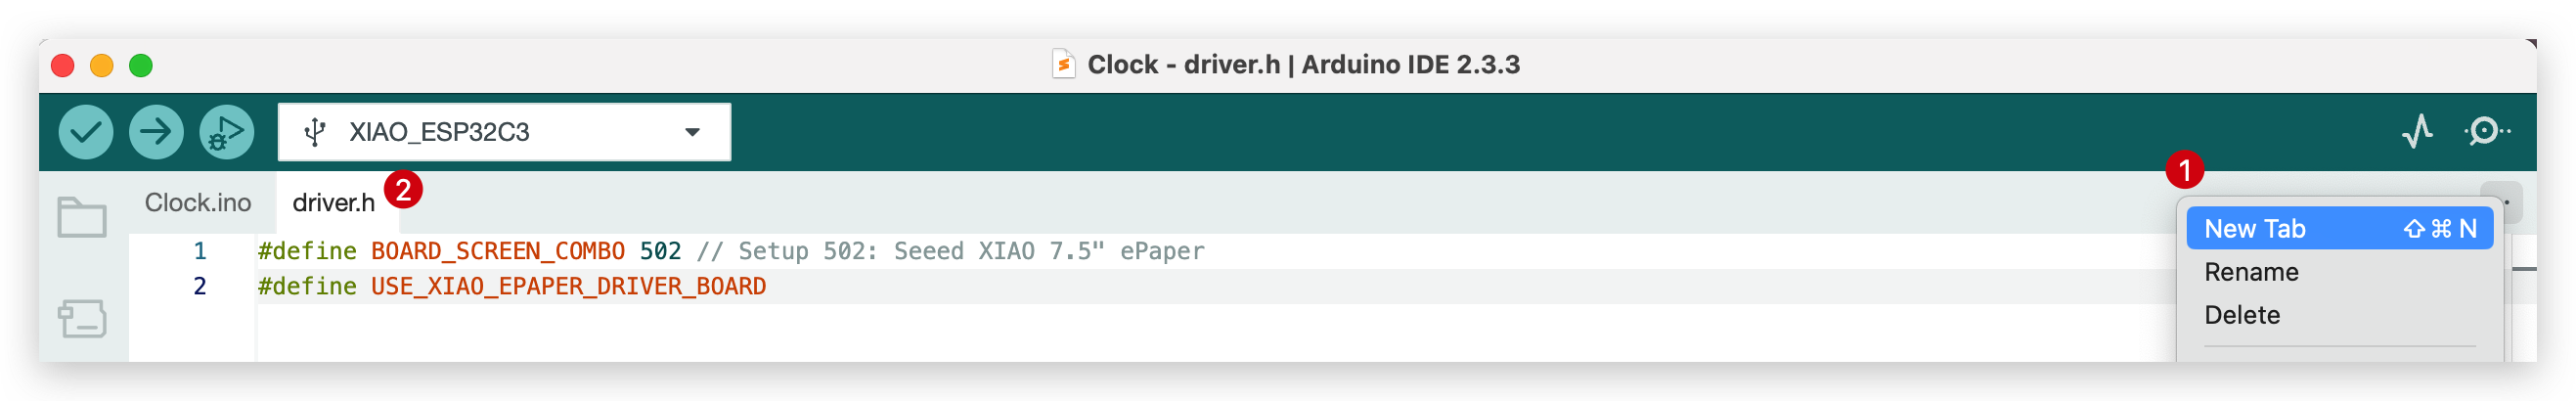 Clock - driver.h | Arduino IDE 2.3.3
XIAO_ESP32C3
1
Clock.ino
driver.h
2
New Tab ⇧ ⌘ N
Rename
Delete
1 #define BOARD_SCREEN_COMBO 502 // Setup 502: Seeed XIAO 7.5" ePaper
2 #define USE_XIAO_EPAPER_DRIVER_BOARD